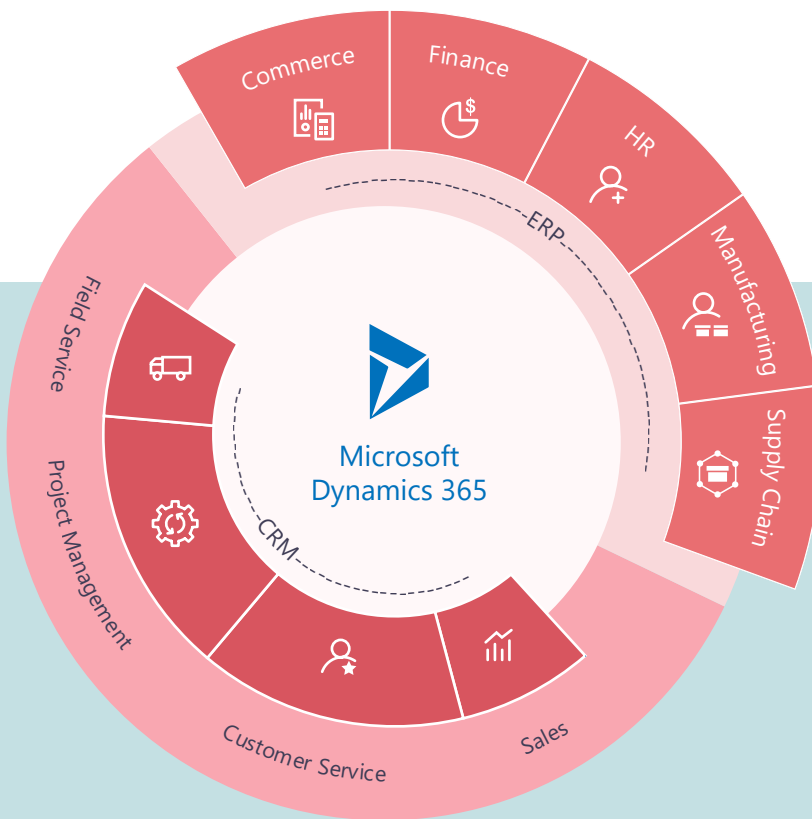 Commerce
Finance
$
HR
Manufacturing
Supply Chain
ERP
Field Service
Project Management
Customer Service
Sales
CRM
Microsoft
Dynamics 365